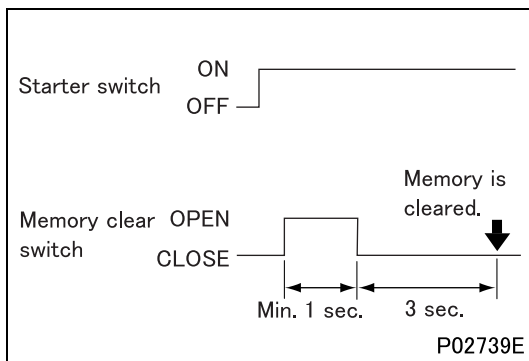 ON
Starter switch
OFF
Memory is
cleared.
Memory clear OPEN
switch
CLOSE
Min. 1 sec. 3 sec.
P02739E